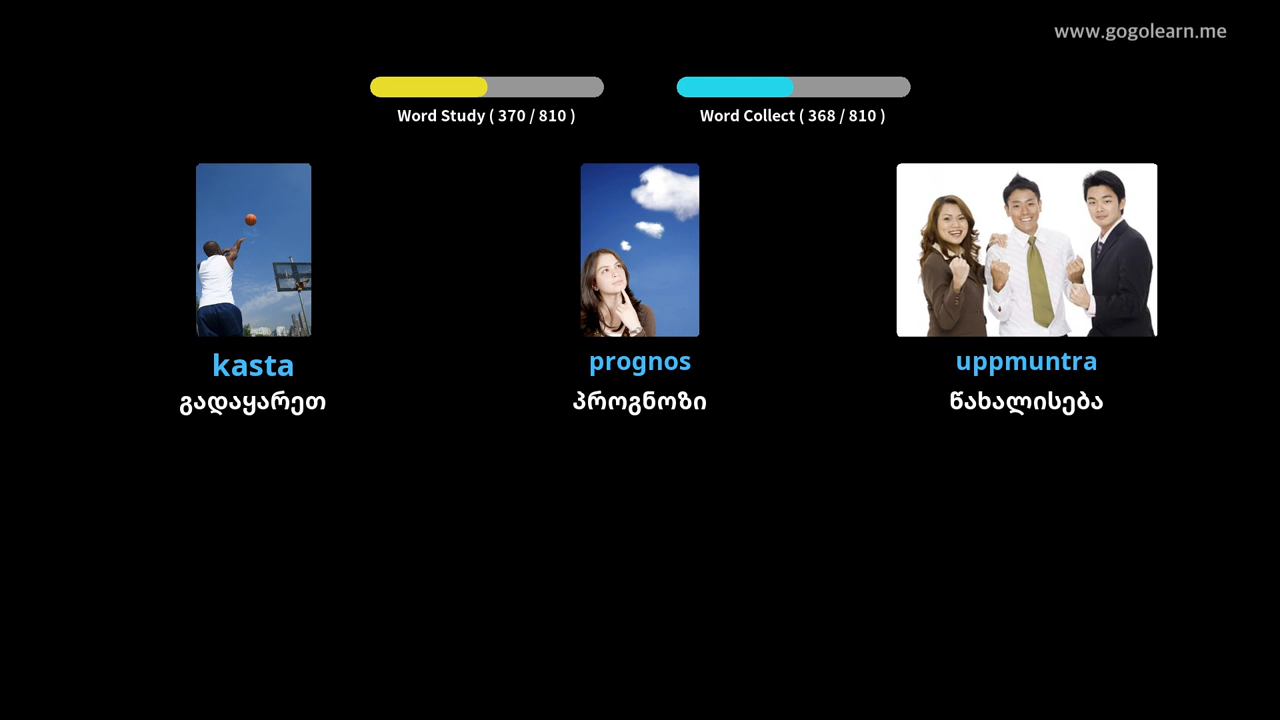 www.gogolearn.me
Word Study ( 370 / 810 )
Word Collect ( 368 / 810 )
kasta
გადაყარეთ
prognos
პროგნოზი
uppmuntra
წახალისება